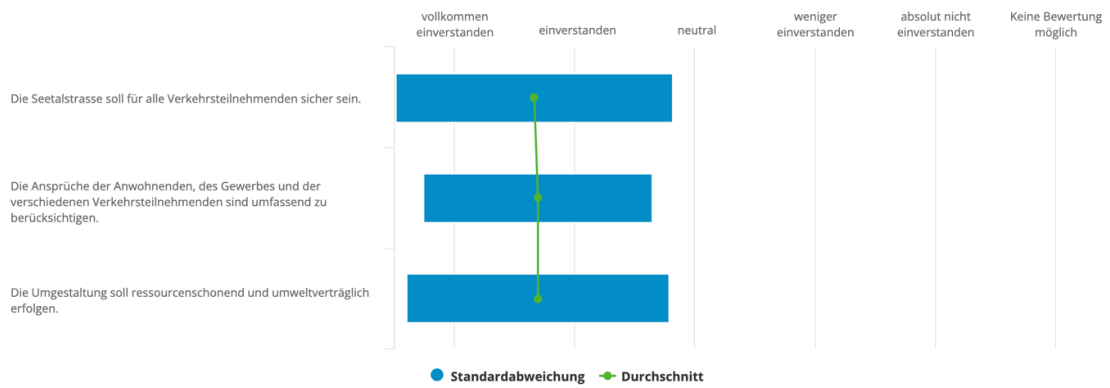 vollkommen
einverstanden
einverstanden
neutral
weniger
einverstanden
absolut nicht
einverstanden
Keine Bewertung
möglich
Die Seetalstrasse soll für alle Verkehrsteilnehmenden sicher sein.
Die Ansprüche der Anwohnenden, des Gewerbes und der
verschiedenen Verkehrsteilnehmenden sind umfassend zu
berücksichtigen.
Die Umgestaltung soll ressourcenschonend und umweltverträglich
erfolgen.
Standardabweichung
Durchschnitt